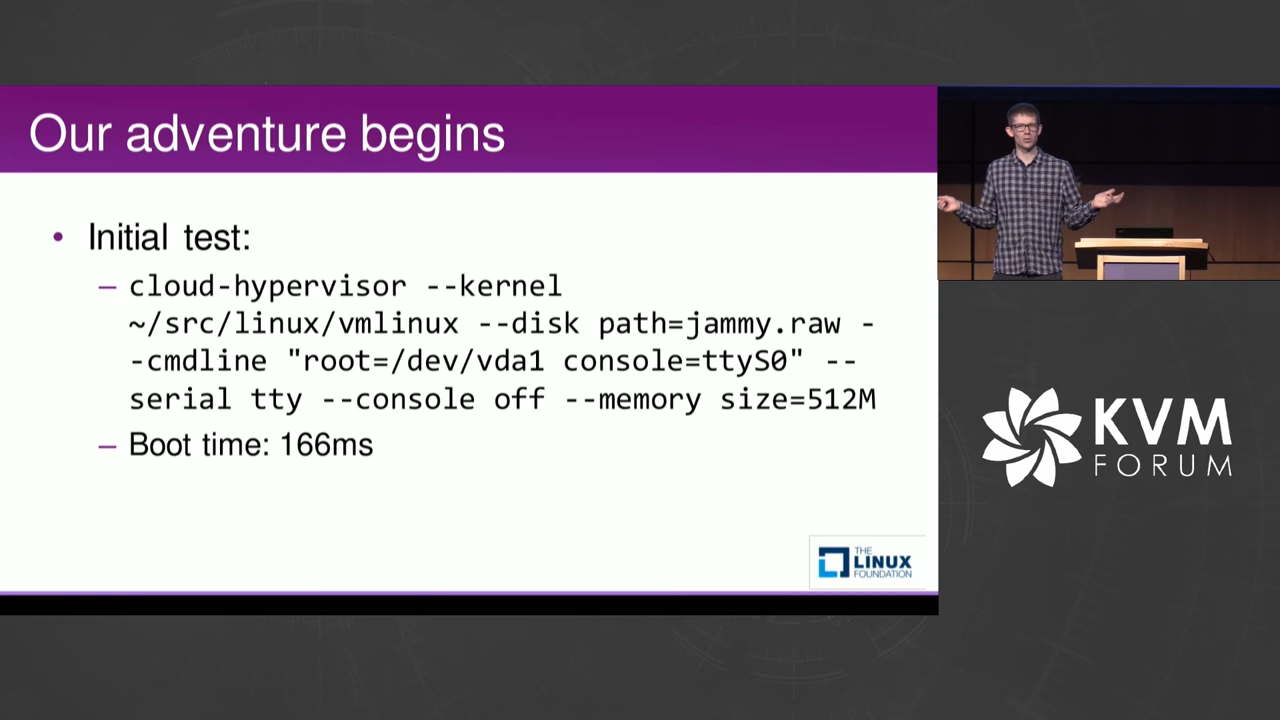 Our adventure begins
• Initial test:
– cloud-hypervisor --kernel
~/src/linux/vmlinux --disk path=jammy.raw -
-cmdline "root=/dev/vda1 console=ttyS0" --
serial tty --console off --memory size=512M
– Boot time: 166ms
THE
LINUX
FOUNDATION
KVM
FORUM